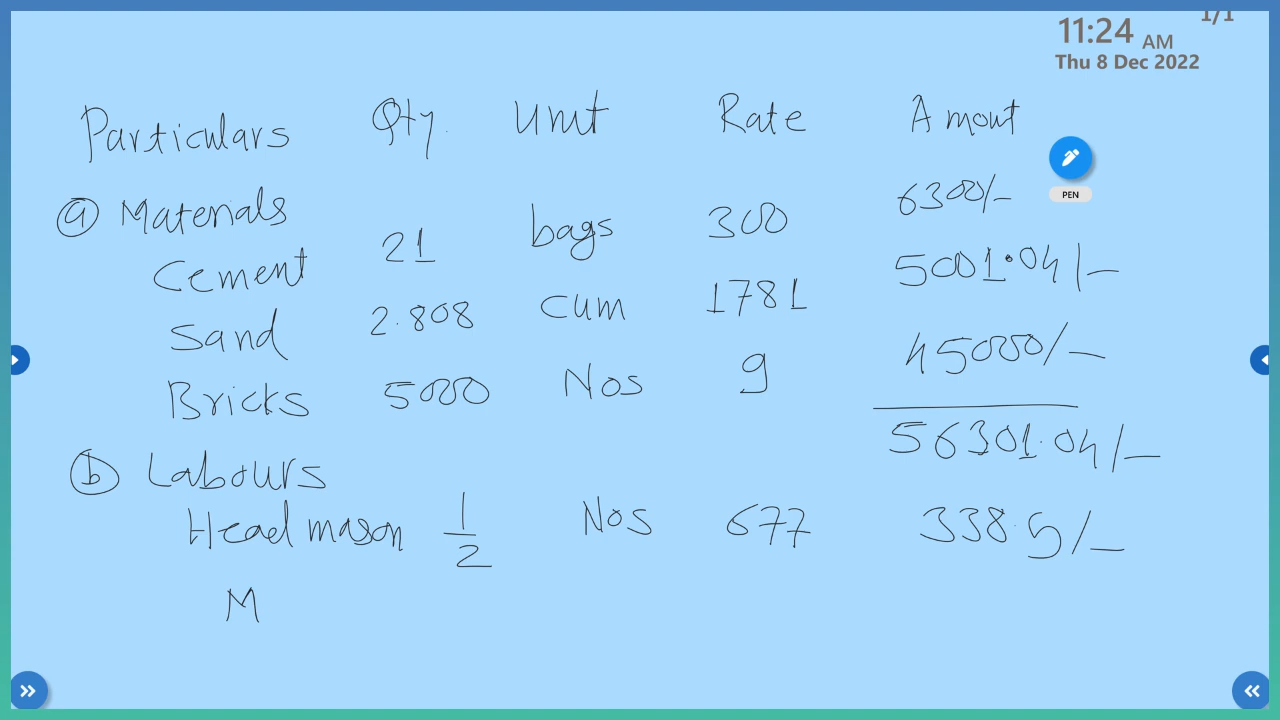 1/1
11:24 AM
Thu 8 Dec 2022
Particulars Qty. Unit Rate Amout
PEN
ⓐ Materials
Cement 21 bags 300 6300/-
Sand 2.808 cum 1781 5001.04/-
Bricks 5000 Nos 9 45000/-
56301.04/-
ⓑ Labours
Head mason 1/2 Nos 677 338.5/-
M